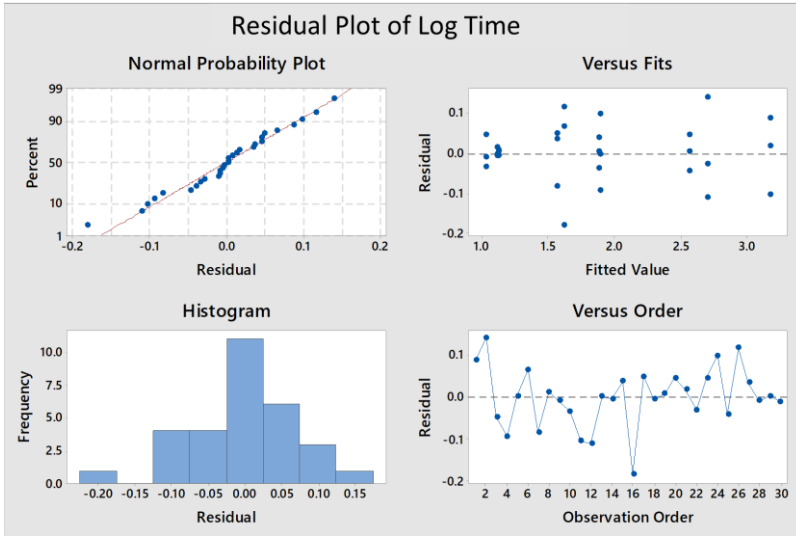 Residual Plot of Log Time
Normal Probability Plot
99
90
50
10
1
Percent
-0.2 -0.1 0.0 0.1 0.2
Residual
Versus Fits
0.1
0.0
-0.1
-0.2
Residual
1.0 1.5 2.0 2.5 3.0
Fitted Value
Histogram
10.0
7.5
5.0
2.5
0.0
Frequency
-0.20 -0.15 -0.10 -0.05 0.00 0.05 0.10 0.15
Residual
Versus Order
0.1
0.0
-0.1
-0.2
Residual
2 4 6 8 10 12 14 16 18 20 22 24 26 28 30
Observation Order